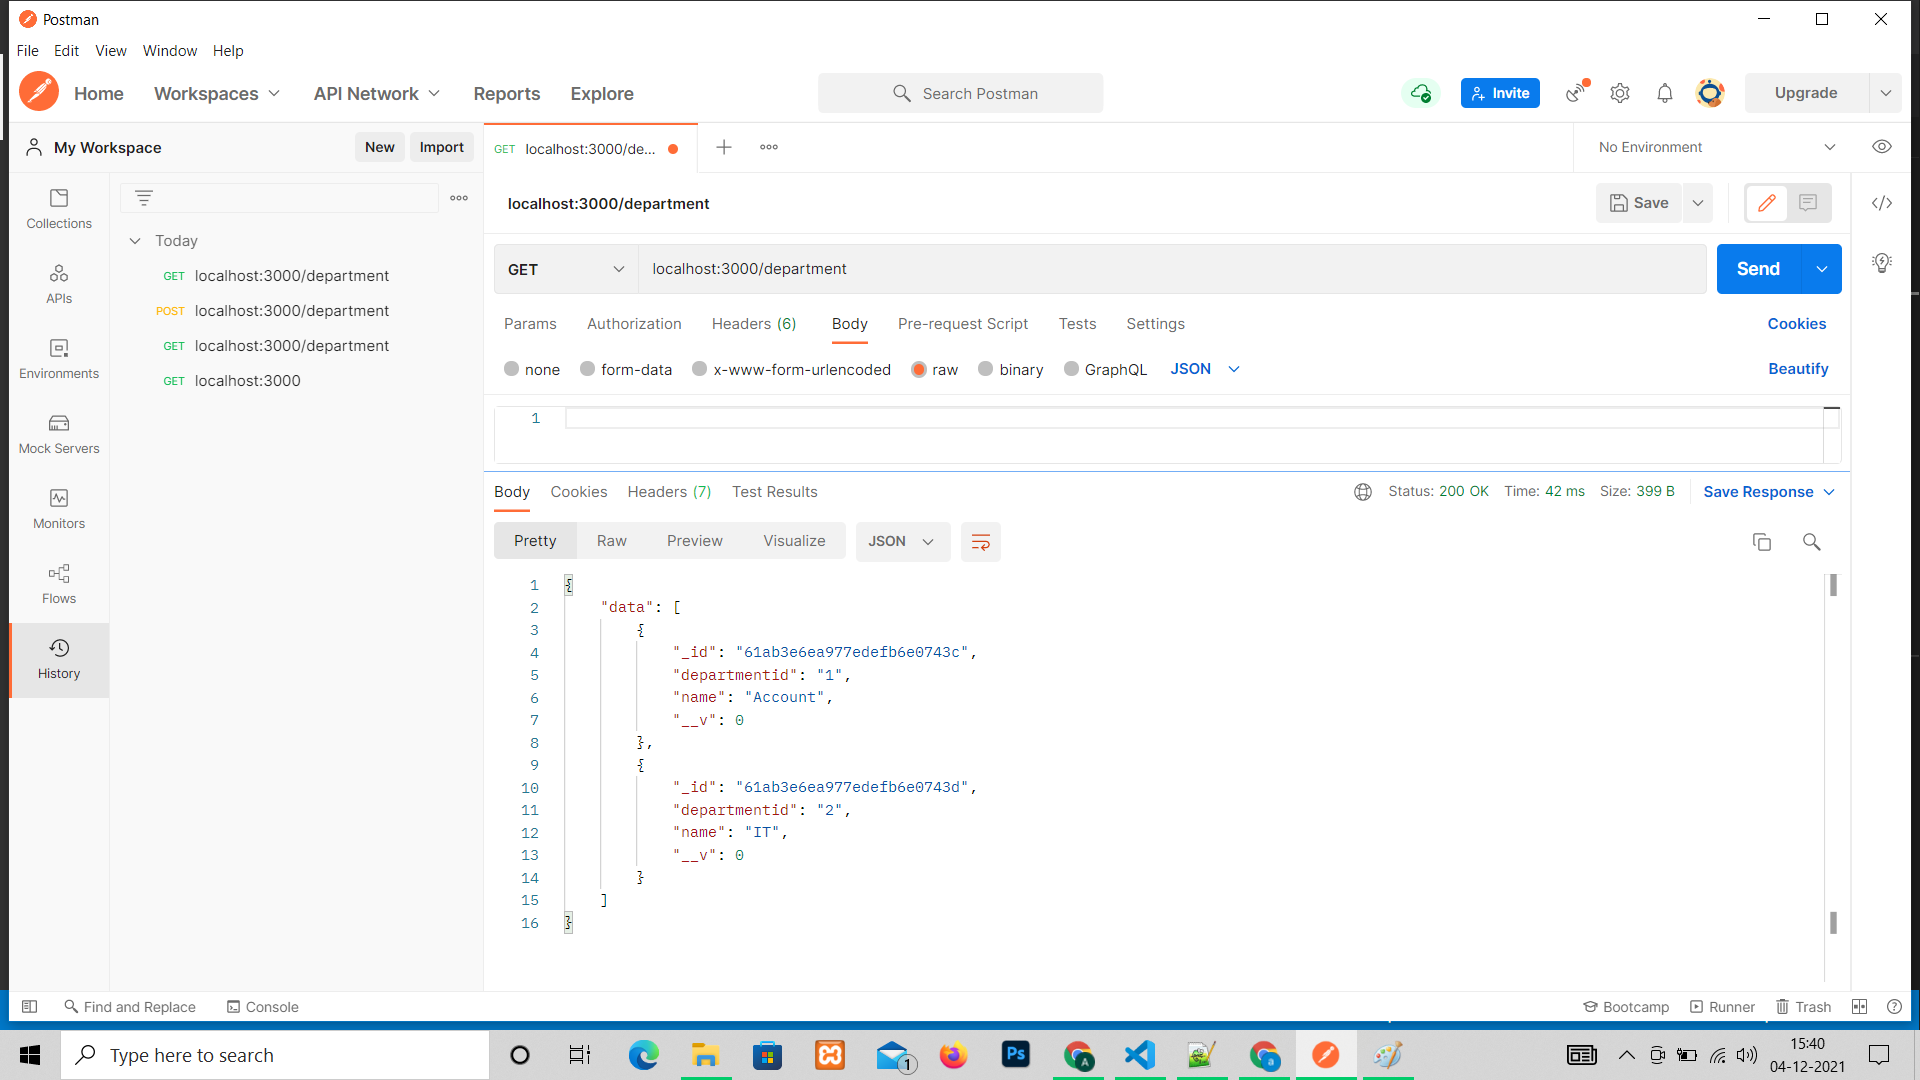 Postman
File Edit View Window Help
Home Workspaces API Network Reports Explore Search Postman Invite Upgrade
My Workspace New Import GET localhost:3000/de... No Environment
Collections
APIs
Environments
Mock Servers
Monitors
Flows
History
Today
GET localhost:3000/department
POST localhost:3000/department
GET localhost:3000/department
GET localhost:3000
localhost:3000/department Save
GET localhost:3000/department Send
Params Authorization Headers (6) Body Pre-request Script Tests Settings Cookies
none form-data x-www-form-urlencoded raw binary GraphQL JSON Beautify
1
Body Cookies Headers (7) Test Results Status: 200 OK Time: 42 ms Size: 399 B Save Response
Pretty Raw Preview Visualize JSON
1 {
2 "data": [
3 {
4 "_id": "61ab3e6ea977edefb6e0743c",
5 "departmentid": "1",
6 "name": "Account",
7 "__v": 0
8 },
9 {
10 "_id": "61ab3e6ea977edefb6e0743d",
11 "departmentid": "2",
12 "name": "IT",
13 "__v": 0
14 }
15 ]
16 }
Find and Replace Console Bootcamp Runner Trash
Type here to search 1 Ps A a 15:40
04-12-2021